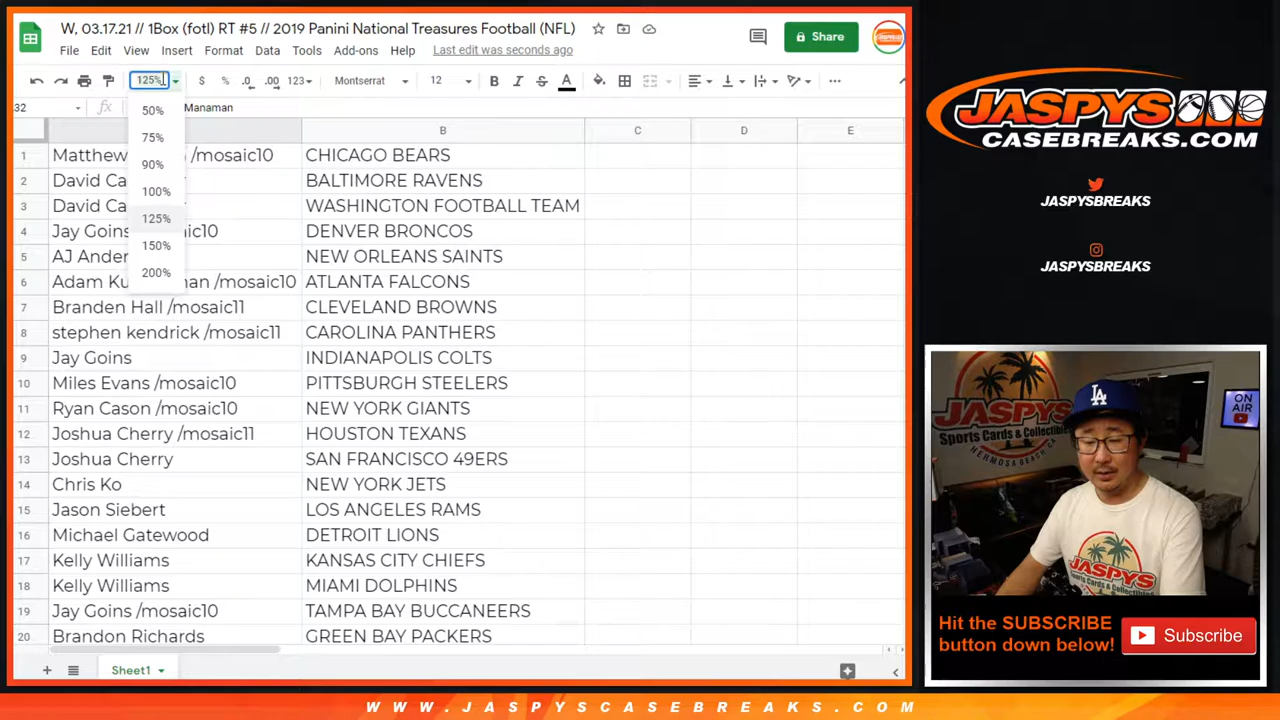 W, 03.17.21 // 1Box (fotl) RT #5 // 2019 Panini National Treasures Football (NFL)
File Edit View Insert Format Data Tools Add-ons Help Last edit was seconds ago
Share
125% $ % .0 .00 123 Montserrat 12 B I S A
32 fx Manaman
50%
75%
90%
100%
125%
150%
200%
A B C D E
1 Matthew /mosaic10 CHICAGO BEARS
2 David BALTIMORE RAVENS
3 David WASHINGTON FOOTBALL TEAM
4 Jay Goins DENVER BRONCOS
5 AJ NEW ORLEANS SAINTS
6 Adam /mosaic10 ATLANTA FALCONS
7 Branden Hall /mosaic11 CLEVELAND BROWNS
8 stephen kendrick /mosaic11 CAROLINA PANTHERS
9 Jay Goins INDIANAPOLIS COLTS
10 Miles Evans /mosaic10 PITTSBURGH STEELERS
11 Ryan Cason /mosaic10 NEW YORK GIANTS
12 Joshua Cherry /mosaic11 HOUSTON TEXANS
13 Joshua Cherry SAN FRANCISCO 49ERS
14 Chris Ko NEW YORK JETS
15 Jason Siebert LOS ANGELES RAMS
16 Michael Gatewood DETROIT LIONS
17 Kelly Williams KANSAS CITY CHIEFS
18 Kelly Williams MIAMI DOLPHINS
19 Jay Goins /mosaic10 TAMPA BAY BUCCANEERS
20 Brandon Richards GREEN BAY PACKERS
Sheet1
JASPYS
CASEBREAKS.COM
JASPYSBREAKS
JASPYSBREAKS
JASPYS
Sports Cards & Collectibles
HERMOSA BEACH CA
LA
ON
AIR
JASPYS
Hit the SUBSCRIBE
button down below!
Subscribe
WWW.JASPYSCASEBREAKS.COM